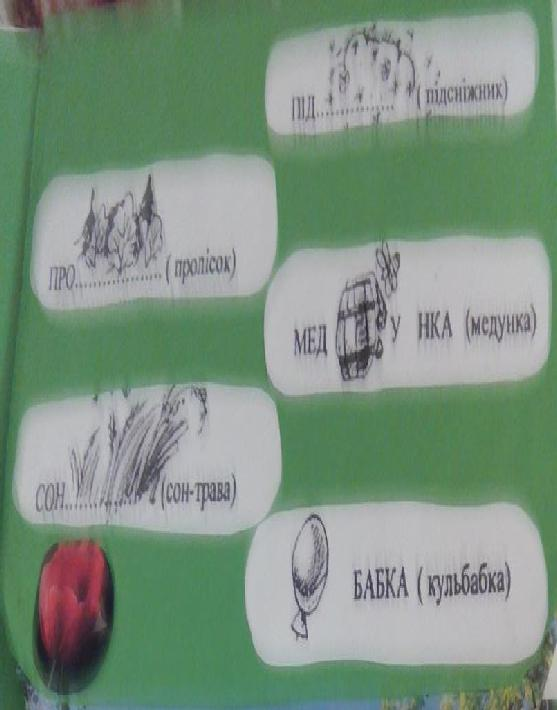 ПІД.................. ( підсніжник)
ПРО..................... ( пролісок)
МЕД У НКА (медунка)
СОН.................. (сон-трава)
БАБКА ( кульбабка)